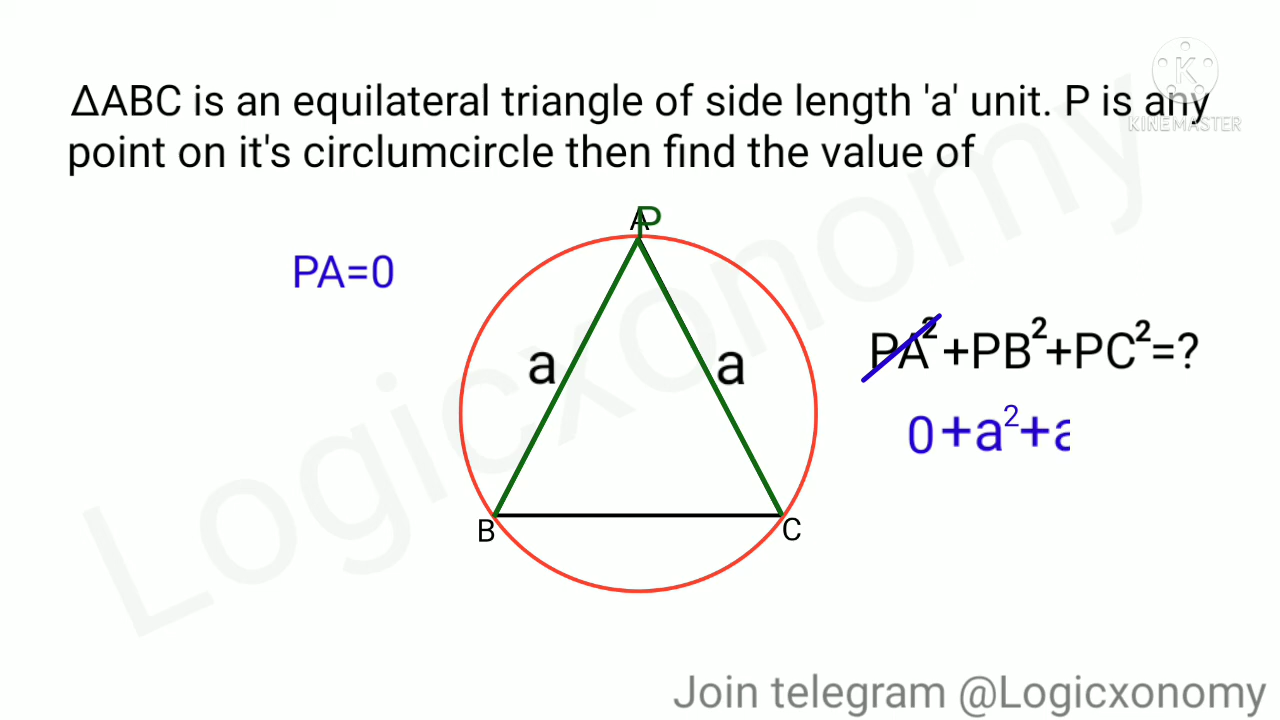 ΔABC is an equilateral triangle of side length 'a' unit. P is any
point on it's circlumcircle then find the value of
K
KINEMASTER
A
P
PA=0
PA²+PB²+PC²=?
a
a
0+a²+a
B
C
Logicxonomy
Join telegram @Logicxonomy